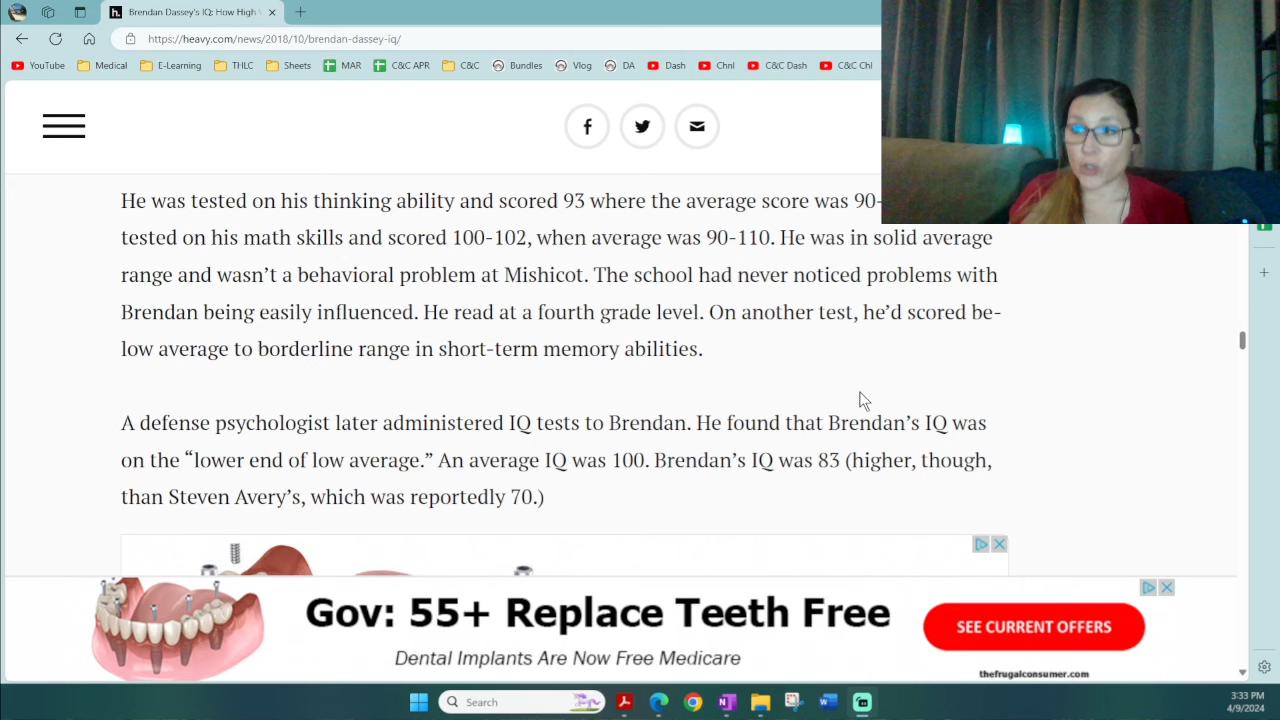 Brendan Dassey's IQ: How High
https://heavy.com/news/2018/10/brendan-dassey-iq/
YouTube Medical E-Learning THLC Sheets MAR C&C APR C&C Bundles Vlog DA Dash Chnl C&C Dash C&C Chl
He was tested on his thinking ability and scored 93 where the average score was 90-
tested on his math skills and scored 100-102, when average was 90-110. He was in solid average
range and wasn't a behavioral problem at Mishicot. The school had never noticed problems with
Brendan being easily influenced. He read at a fourth grade level. On another test, he'd scored be-
low average to borderline range in short-term memory abilities.
A defense psychologist later administered IQ tests to Brendan. He found that Brendan's IQ was
on the “lower end of low average.” An average IQ was 100. Brendan's IQ was 83 (higher, though,
than Steven Avery's, which was reportedly 70.)
Gov: 55+ Replace Teeth Free
Dental Implants Are Now Free Medicare
SEE CURRENT OFFERS
thefrugalconsumer.com
Search
3:33 PM
4/9/2024